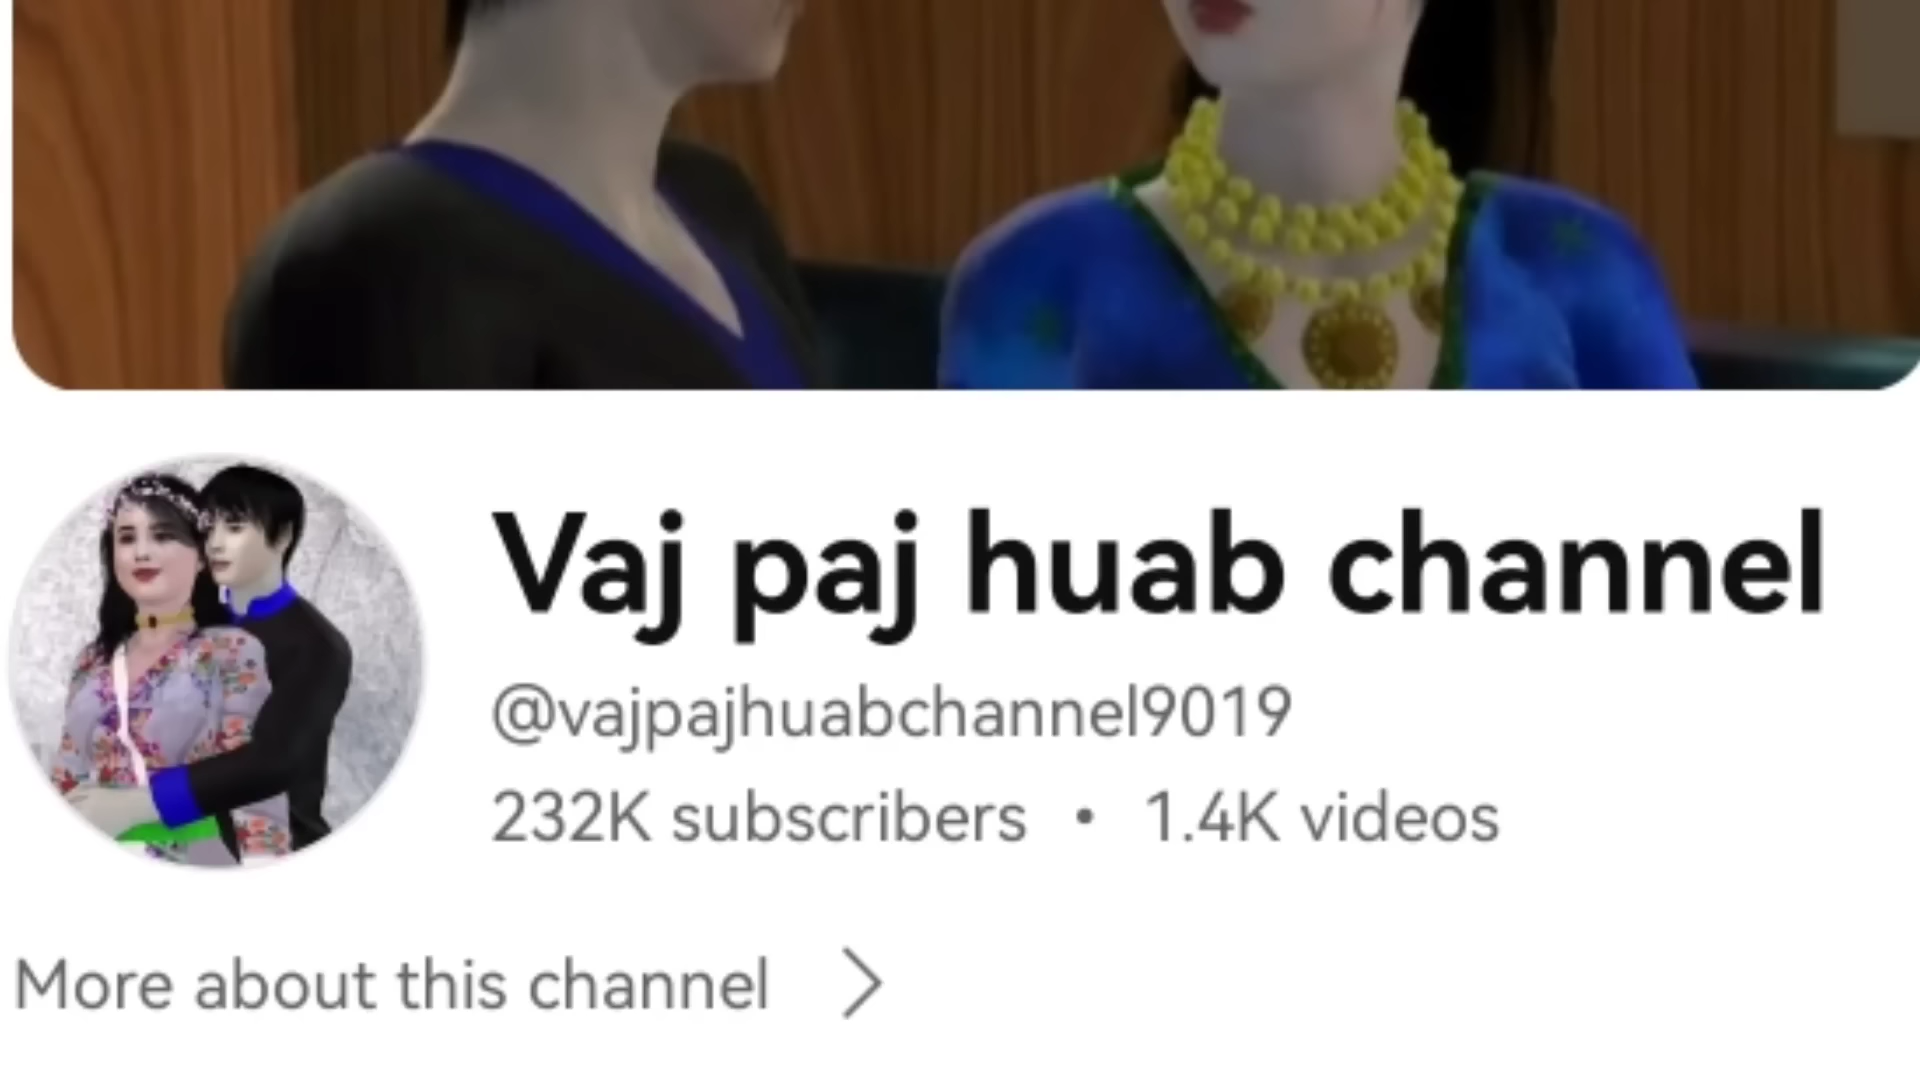 Vaj paj huab channel
@vajpajhuabchannel9019
232K subscribers • 1.4K videos
More about this channel